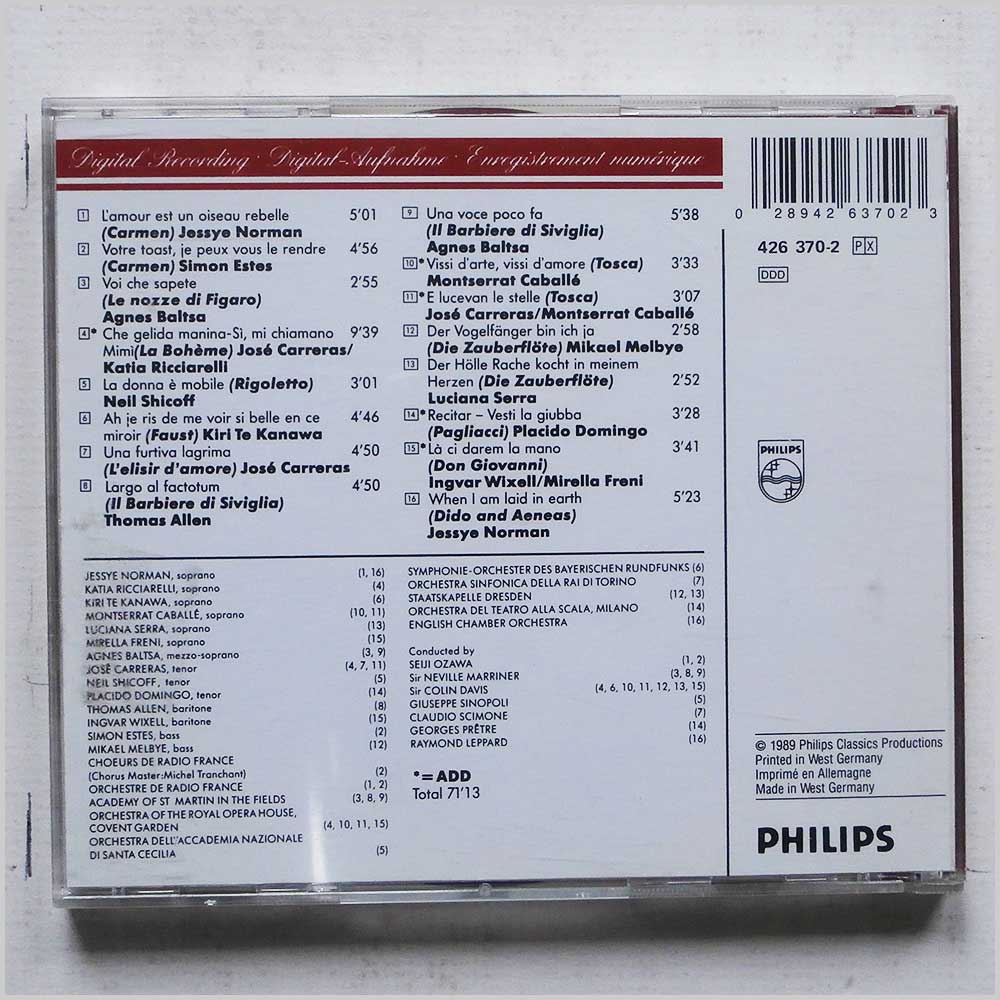 Digital Recording · Digital-Aufnahme · Enregistrement numérique
1 L'amour est un oiseau rebelle 5'01
(Carmen) Jessye Norman
2 Votre toast, je peux vous le rendre 4'56
(Carmen) Simon Estes
3 Voi che sapete 2'55
(Le nozze di Figaro)
Agnes Baltsa
4* Che gelida manina-Sì, mi chiamano 9'39
Mimì(La Bohème) José Carreras/
Katia Ricciarelli
5 La donna è mobile (Rigoletto) 3'01
Neil Shicoff
6 Ah je ris de me voir si belle en ce 4'46
miroir (Faust) Kiri Te Kanawa
7 Una furtiva lagrima 4'50
(L'elisir d'amore) José Carreras
8 Largo al factotum 4'50
(Il Barbiere di Siviglia)
Thomas Allen
9 Una voce poco fa 5'38
(Il Barbiere di Siviglia)
Agnes Baltsa
10* Vissi d'arte, vissi d'amore (Tosca) 3'33
Montserrat Caballé
11* E lucevan le stelle (Tosca) 3'07
José Carreras/Montserrat Caballé
12 Der Vogelfänger bin ich ja 2'58
(Die Zauberflöte) Mikael Melbye
13 Der Hölle Rache kocht in meinem
Herzen (Die Zauberflöte) 2'52
Luciana Serra
14* Recitar – Vesti la giubba 3'28
(Pagliacci) Placido Domingo
15* Là ci darem la mano 3'41
(Don Giovanni)
Ingvar Wixell/Mirella Freni
16 When I am laid in earth 5'23
(Dido and Aeneas)
Jessye Norman
JESSYE NORMAN, soprano (1, 16)
KATIA RICCIARELLI, soprano (4)
KIRI TE KANAWA, soprano (6)
MONTSERRAT CABALLÉ, soprano (10, 11)
LUCIANA SERRA, soprano (13)
MIRELLA FRENI, soprano (15)
AGNES BALTSA, mezzo-soprano (3, 9)
JOSÉ CARRERAS, tenor (4, 7, 11)
NEIL SHICOFF, tenor (5)
PLACIDO DOMINGO, tenor (14)
THOMAS ALLEN, baritone (8)
INGVAR WIXELL, baritone (15)
SIMON ESTES, bass (2)
MIKAEL MELBYE, bass (12)
CHOEURS DE RADIO FRANCE
(Chorus Master:Michel Tranchant) (2)
ORCHESTRE DE RADIO FRANCE (1, 2)
ACADEMY OF ST MARTIN IN THE FIELDS (3, 8, 9)
ORCHESTRA OF THE ROYAL OPERA HOUSE,
COVENT GARDEN (4, 10, 11, 15)
ORCHESTRA DELL''ACCADEMIA NAZIONALE
DI SANTA CECILIA (5)
SYMPHONIE-ORCHESTER DES BAYERISCHEN RUNDFUNKS (6)
ORCHESTRA SINFONICA DELLA RAI DI TORINO (7)
STAATSKAPELLE DRESDEN (12, 13)
ORCHESTRA DEL TEATRO ALLA SCALA, MILANO (14)
ENGLISH CHAMBER ORCHESTRA (16)
Conducted by
SEIJI OZAWA (1, 2)
Sir NEVILLE MARRINER (3, 8, 9)
Sir COLIN DAVIS (4, 6, 10, 11, 12, 13, 15)
GIUSEPPE SINOPOLI (5)
CLAUDIO SCIMONE (7)
GEORGES PRÊTRE (14)
RAYMOND LEPPARD (16)
*=ADD
Total 71'13
0 28942 63702 3
426 370-2 PX
DDD
PHILIPS
© 1989 Philips Classics Productions
Printed in West Germany
Imprimé en Allemagne
Made in West Germany
PHILIPS